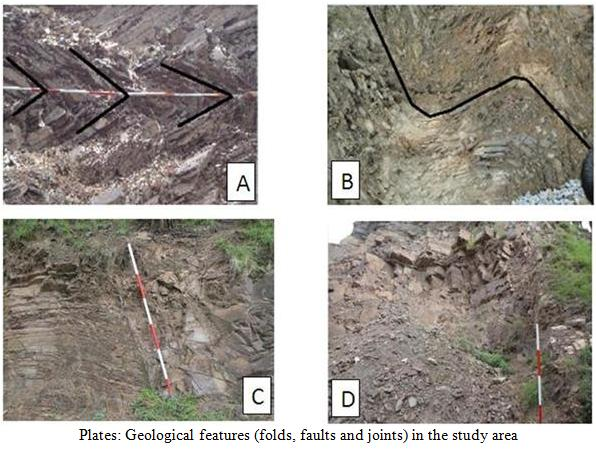 A
B
C
D
Plates: Geological features (folds, faults and joints) in the study area